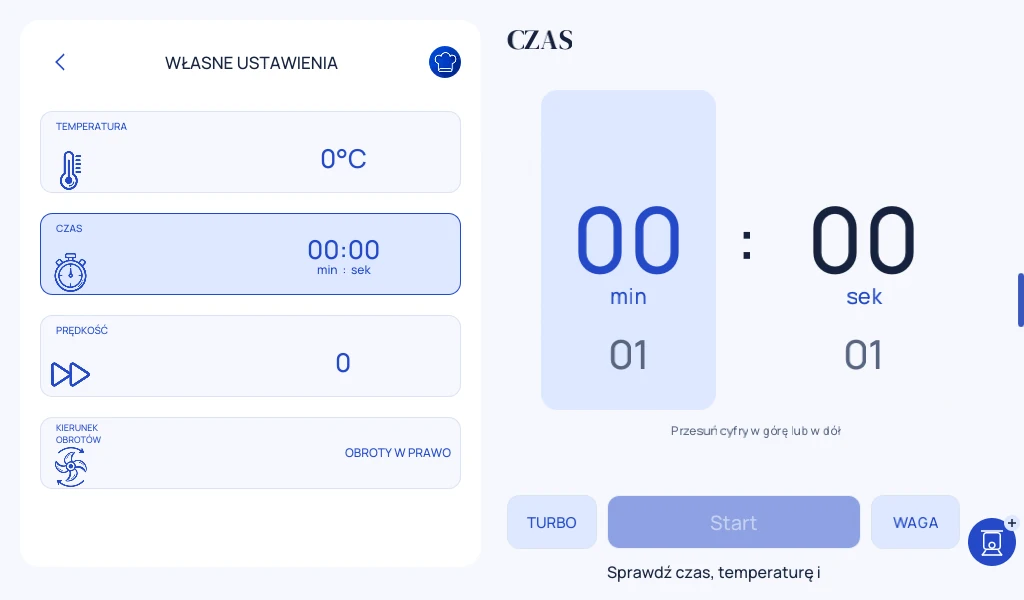 WŁASNE USTAWIENIA
TEMPERATURA
0°C
CZAS
00:00
min : sek
PRĘDKOŚĆ
0
KIERUNEK
OBROTÓW
OBROTY W PRAWO
CZAS
00 : 00
min sek
01 01
Przesuń cyfry w górę lub w dół
TURBO
Start
WAGA
Sprawdź czas, temperaturę i